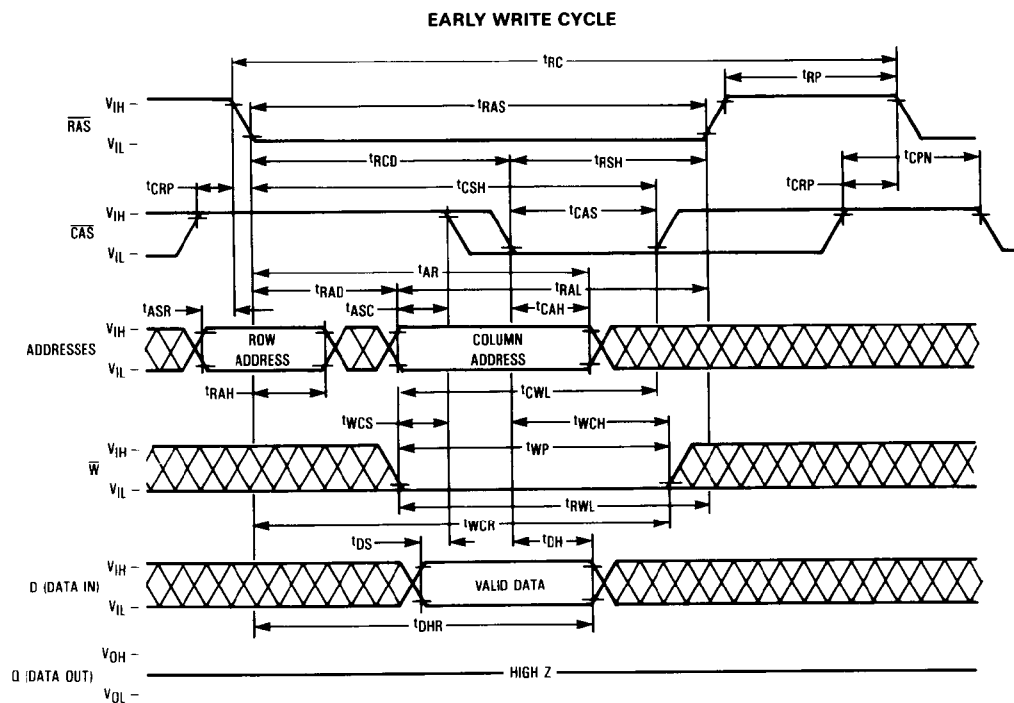 EARLY WRITE CYCLE
tRC
tRP
VIH
tRAS
RAS
VIL
tRCD
tRSH
tCPN
tCRP
tCSH
tCRP
VIH
tCAS
CAS
VIL
tAR
tRAD
tRAL
tASR
tASC
tCAH
VIH
ADDRESSES
ROW ADDRESS
COLUMN ADDRESS
VIL
tRAH
tCWL
tWCS
tWCH
VIH
tWP
W
VIL
tRWL
tWCR
tDS
tDH
VIH
D (DATA IN)
VALID DATA
VIL
tDHR
VOH
Q (DATA OUT)
HIGH Z
VOL